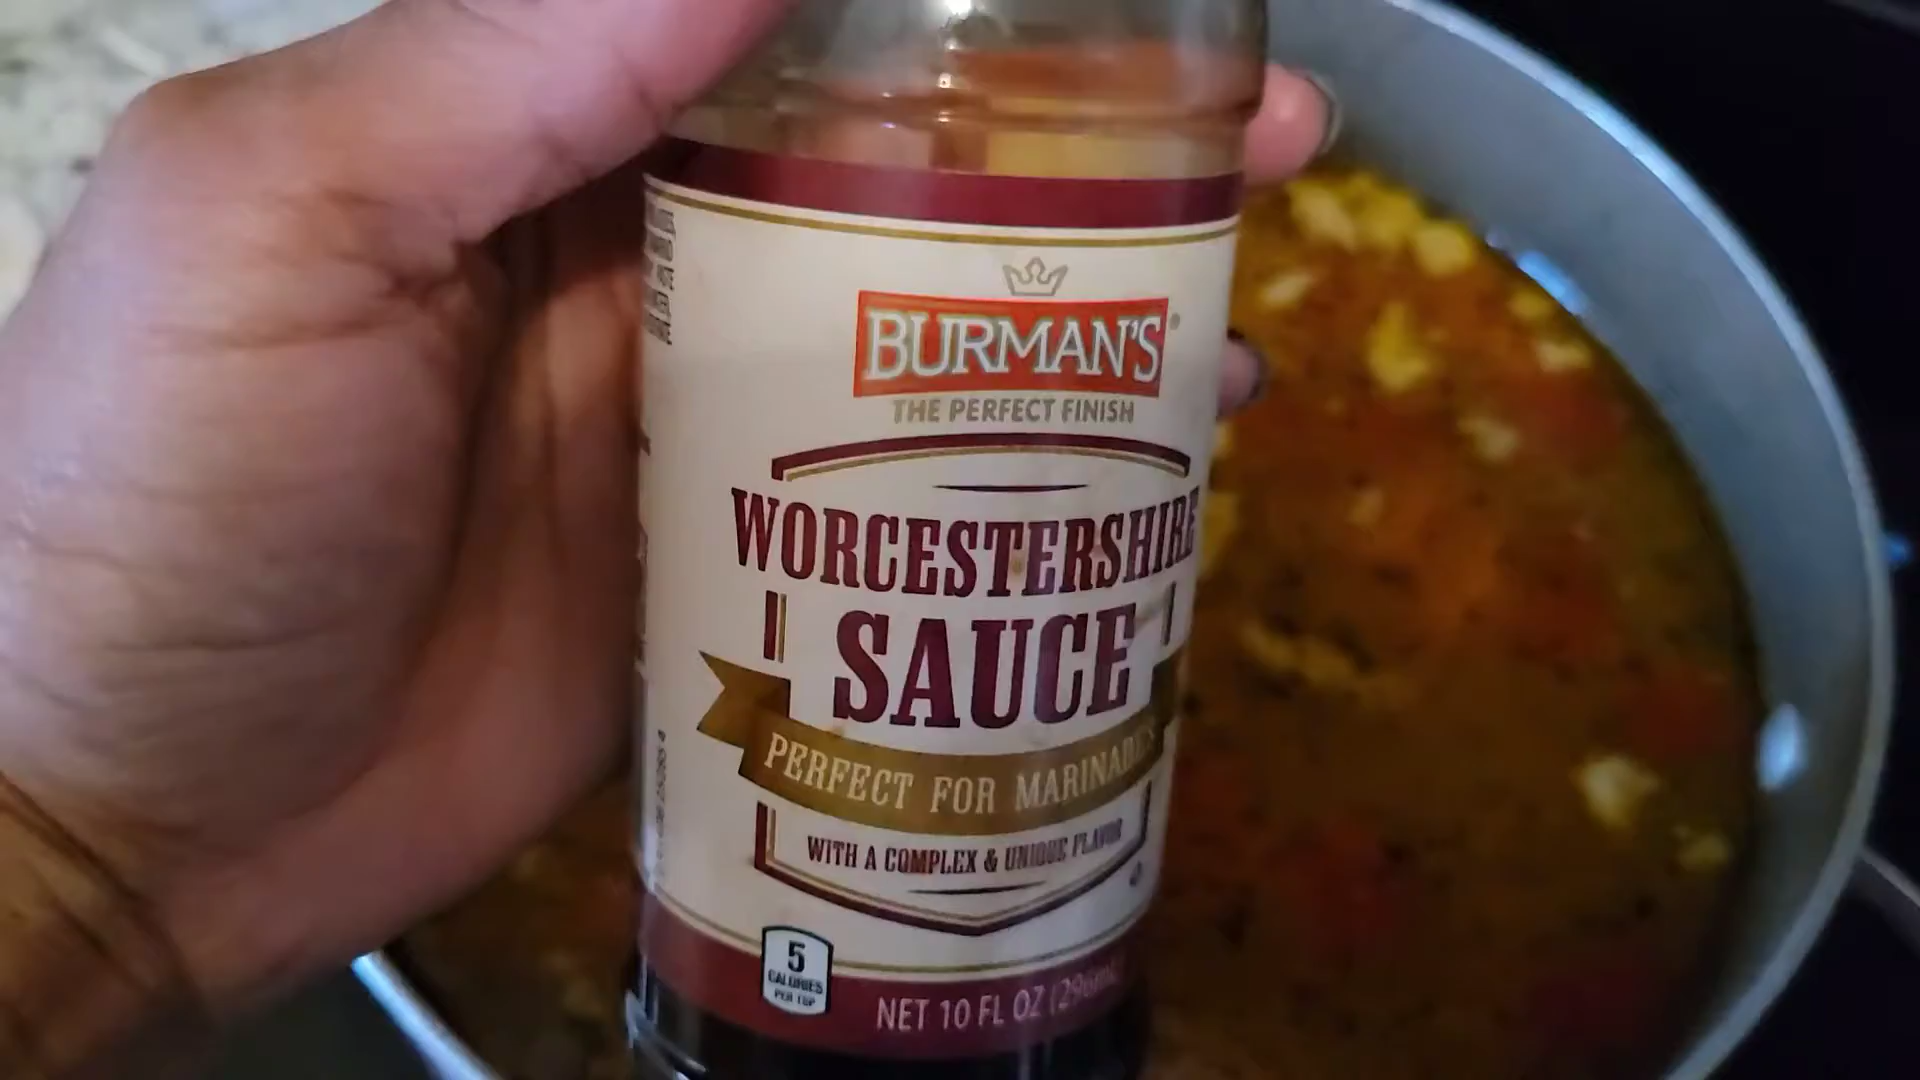 BURMAN'S
THE PERFECT FINISH
WORCESTERSHIRE
SAUCE
PERFECT FOR MARINADES
WITH A COMPLEX & UNIQUE FLAVOR
5
CALORIES
PER TSP
NET 10 FL OZ (296mL)